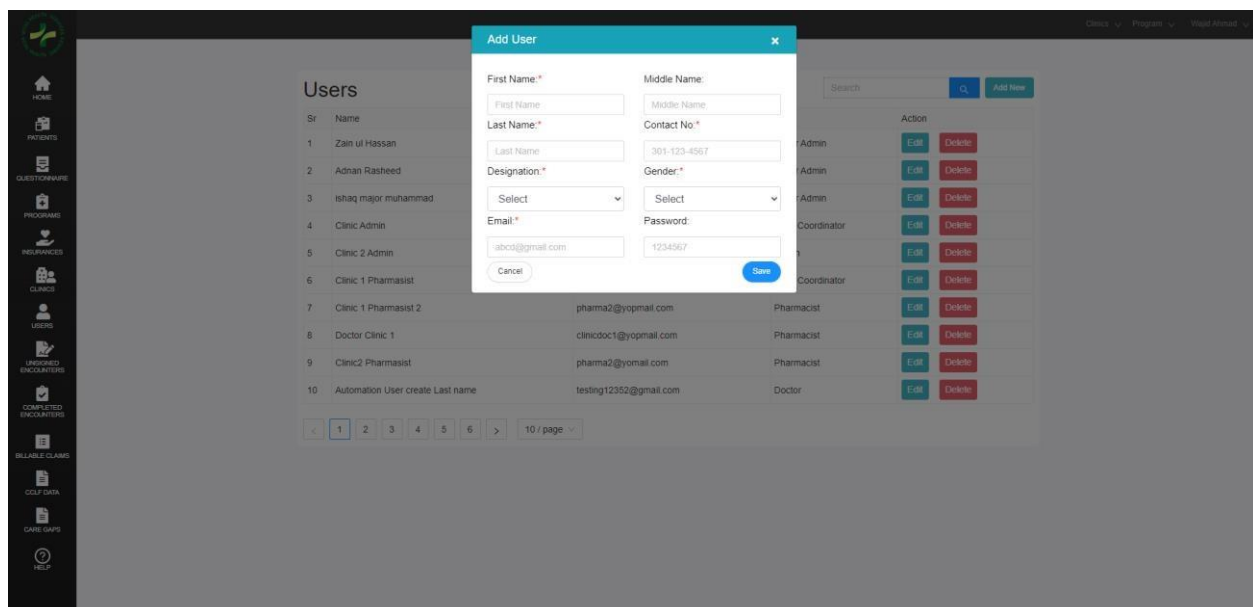 Clinics Program Wajid Ahmad
Add User ×
HOME
PATIENTS
QUESTIONNAIRE
PROGRAMS
INSURANCES
CLINICS
USERS
UNSIGNED
ENCOUNTERS
COMPLETED
ENCOUNTERS
BILLABLE CLAIMS
CCLF DATA
CARE GAPS
HELP
First Name:* Middle Name:
First Name Middle Name
Last Name:* Contact No:*
Last Name 301-123-4567
Designation:* Gender:*
Select Select
Email:* Password:
abcd@gmail.com 1234567
Cancel Save
Users Search Add New
Sr Name Action
1 Zain ul Hassan Admin Edit Delete
2 Adnan Rasheed Admin Edit Delete
3 ishaq major muhammad Admin Edit Delete
4 Clinic Admin Coordinator Edit Delete
5 Clinic 2 Admin Edit Delete
6 Clinic 1 Pharmasist Coordinator Edit Delete
7 Clinic 1 Pharmasist 2 pharma2@yopmail.com Pharmacist Edit Delete
8 Doctor Clinic 1 clinicdoc1@yopmail.com Pharmacist Edit Delete
9 Clinic2 Pharmasist pharma2@yomail.com Pharmacist Edit Delete
10 Automation User create Last name testing12352@gmail.com Doctor Edit Delete
< 1 2 3 4 5 6 > 10 / page